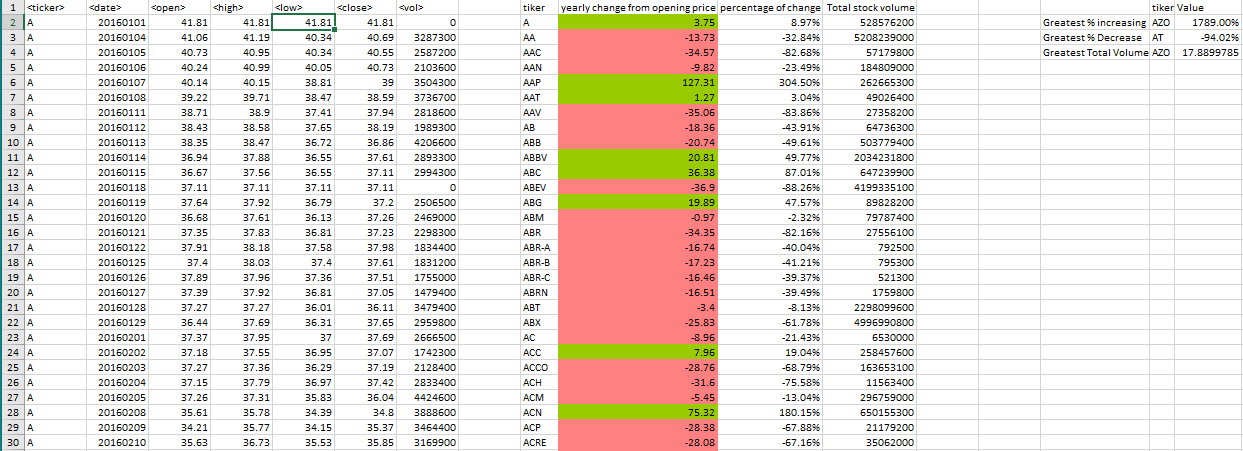 1 <ticker> <date> <open> <high> <low> <close> <vol> tiker yearly change from opening price percentage of change Total stock volume tiker Value
2 A 20160101 41.81 41.81 41.81 41.81 0 A 3.75 8.97% 528576200 Greatest % increasing AZO 1789.00%
3 A 20160104 41.06 41.19 40.34 40.69 3287300 AA -13.73 -32.84% 5208239000 Greatest % Decrease AT -94.02%
4 A 20160105 40.73 40.95 40.34 40.55 2587200 AAC -34.57 -82.68% 57179800 Greatest Total Volume AZO 17.8899785
5 A 20160106 40.24 40.99 40.05 40.73 2103600 AAN -9.82 -23.49% 184809000
6 A 20160107 40.14 40.15 38.81 39 3504300 AAP 127.31 304.50% 262665300
7 A 20160108 39.22 39.71 38.47 38.59 3736700 AAT 1.27 3.04% 49026400
8 A 20160111 38.71 38.9 37.41 37.94 2818600 AAV -35.06 -83.86% 27358200
9 A 20160112 38.43 38.58 37.65 38.19 1989300 AB -18.36 -43.91% 64736300
10 A 20160113 38.35 38.47 36.72 36.86 4206600 ABB -20.74 -49.61% 503779400
11 A 20160114 36.94 37.88 36.55 37.61 2893300 ABBV 20.81 49.77% 2034231800
12 A 20160115 36.67 37.56 36.55 37.11 2994300 ABC 36.38 87.01% 647239900
13 A 20160118 37.11 37.11 37.11 37.11 0 ABEV -36.9 -88.26% 4199335100
14 A 20160119 37.64 37.92 36.79 37.2 2506500 ABG 19.89 47.57% 89828200
15 A 20160120 36.68 37.61 36.13 37.26 2469000 ABM -0.97 -2.32% 79787400
16 A 20160121 37.35 37.83 36.81 37.23 2298300 ABR -34.35 -82.16% 27556100
17 A 20160122 37.91 38.18 37.58 37.98 1834400 ABR-A -16.74 -40.04% 792500
18 A 20160125 37.4 38.03 37.4 37.61 1831200 ABR-B -17.23 -41.21% 795300
19 A 20160126 37.89 37.96 37.36 37.51 1755000 ABR-C -16.46 -39.37% 521300
20 A 20160127 37.39 37.92 36.81 37.05 1479400 ABRN -16.51 -39.49% 1759800
21 A 20160128 37.27 37.27 36.01 36.11 3479400 ABT -3.4 -8.13% 2298099600
22 A 20160129 36.44 37.69 36.31 37.65 2959800 ABX -25.83 -61.78% 4996990800
23 A 20160201 37.37 37.95 37 37.69 2666500 AC -8.96 -21.43% 6530000
24 A 20160202 37.18 37.55 36.95 37.07 1742300 ACC 7.96 19.04% 258457600
25 A 20160203 37.27 37.36 36.29 37.19 2128400 ACCO -28.76 -68.79% 163653100
26 A 20160204 37.15 37.79 36.97 37.42 2833400 ACH -31.6 -75.58% 11563400
27 A 20160205 37.26 37.31 35.83 36.04 4424600 ACM -5.45 -13.04% 296759000
28 A 20160208 35.61 35.78 34.39 34.8 3888600 ACN 75.32 180.15% 650155300
29 A 20160209 34.21 35.77 34.15 35.37 3464400 ACP -28.38 -67.88% 21179200
30 A 20160210 35.63 36.73 35.53 35.85 3169900 ACRE -28.08 -67.16% 35062000